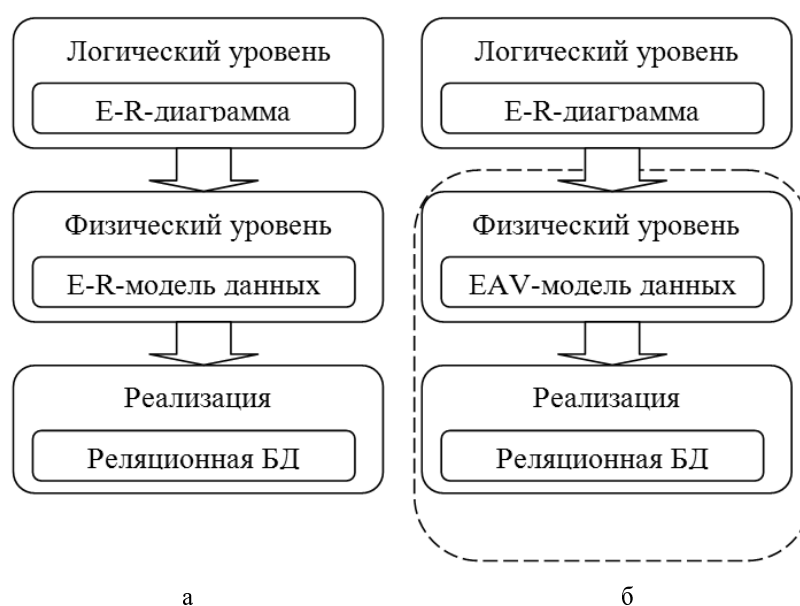 Логический уровень
E-R-диаграмма
Физический уровень
E-R-модель данных
Реализация
Реляционная БД
а
Логический уровень
E-R-диаграмма
Физический уровень
EAV-модель данных
Реализация
Реляционная БД
б